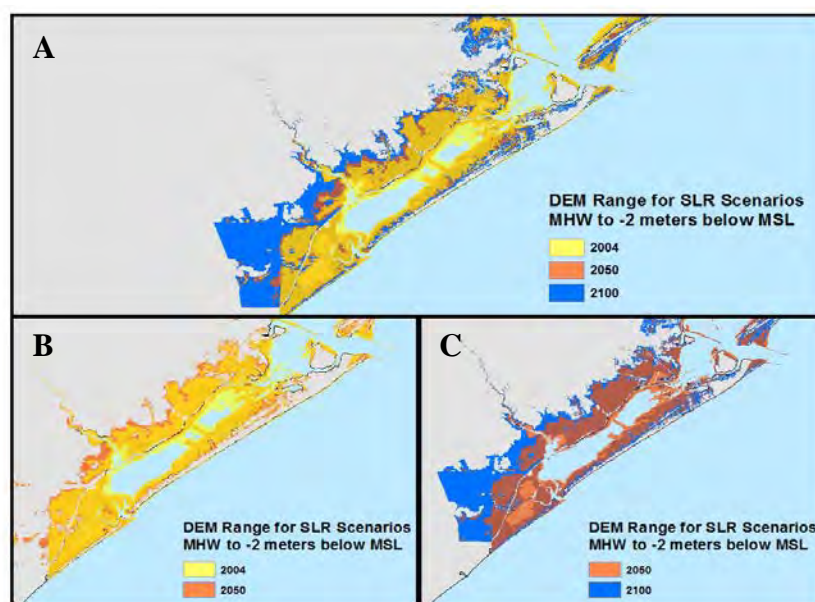 A
DEM Range for SLR Scenarios
MHW to -2 meters below MSL
2004
2050
2100
B
DEM Range for SLR Scenarios
MHW to -2 meters below MSL
2004
2050
C
DEM Range for SLR Scenarios
MHW to -2 meters below MSL
2050
2100